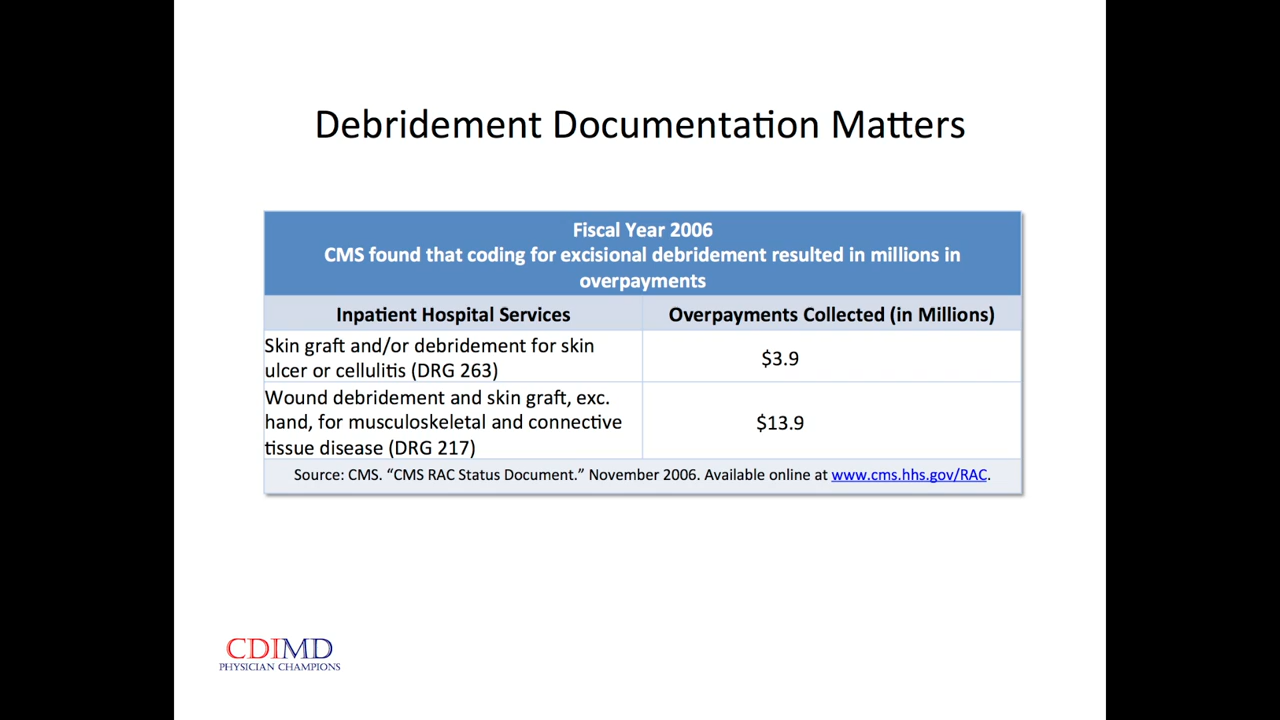 Debridement Documentation Matters
Fiscal Year 2006
CMS found that coding for excisional debridement resulted in millions in
overpayments
Inpatient Hospital Services
Overpayments Collected (in Millions)
Skin graft and/or debridement for skin
ulcer or cellulitis (DRG 263)
$3.9
Wound debridement and skin graft, exc.
hand, for musculoskeletal and connective
tissue disease (DRG 217)
$13.9
Source: CMS. “CMS RAC Status Document.” November 2006. Available online at www.cms.hhs.gov/RAC.
CDIMD
PHYSICIAN CHAMPIONS